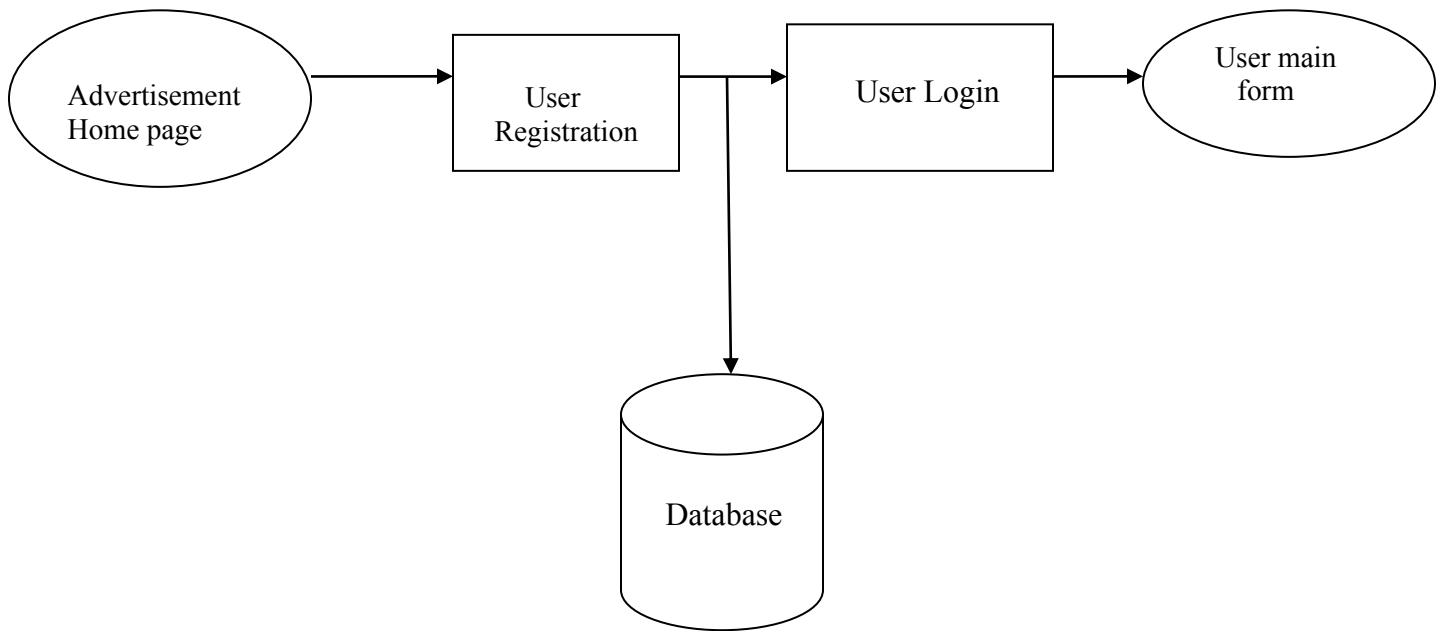 Advertisement
Home page
User
Registration
User Login
User main
form
Database